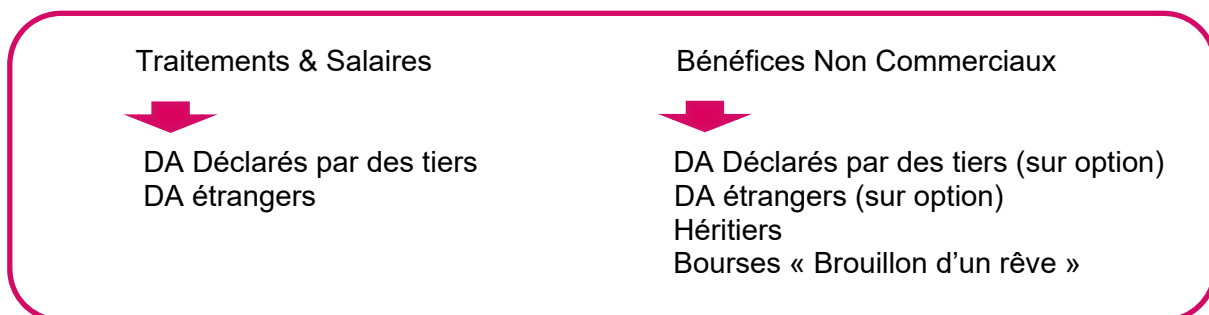 Traitements & Salaires
DA Déclarés par des tiers
DA étrangers
Bénéfices Non Commerciaux
DA Déclarés par des tiers (sur option)
DA étrangers (sur option)
Héritiers
Bourses « Brouillon d’un rêve »